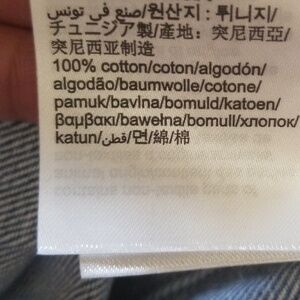 صنع في تونس/원산지 : 튀니지/
チュニジア製/產地：突尼西亞/
突尼西亚制造
100% cotton/coton/algodón/
algodão/baumwolle/cotone/
pamuk/bavlna/bomuld/katoen/
βαμβακι/bawełna/bomull/хлопок/
katun/قطن/면/綿/棉